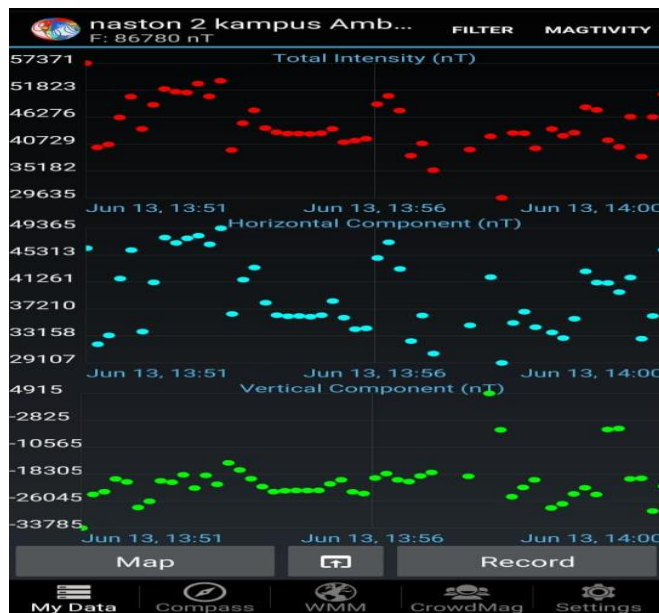 naston 2 kampus Amb...
F: 86780 nT
FILTER MAGTIVITY
Total Intensity (nT)
57371
51823
46276
40729
35182
29635
Jun 13, 13:51 Jun 13, 13:56 Jun 13, 14:00
Horizontal Component (nT)
49365
45313
41261
37210
33158
29107
Jun 13, 13:51 Jun 13, 13:56 Jun 13, 14:00
Vertical Component (nT)
4915
-2825
-10565
-18305
-26045
-33785
Jun 13, 13:51 Jun 13, 13:56 Jun 13, 14:00
Map Record
My Data Compass WMM CrowdMag Settings